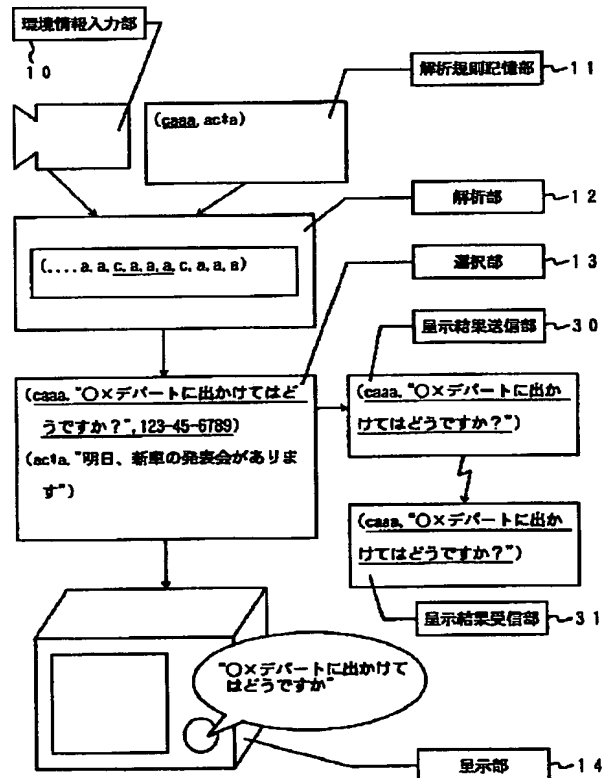 環境情報入力部
10
解析規則記憶部 11
(caaa, ac*a)
解析部 12
(....a,a,c,a,a,a,c,a,a,a)
選択部 13
呈示結果送信部 30
(caaa,"○×デパートに出かけてはど
うですか?",123-45-6789)
(ac*a,"明日、新車の発表会がありま
す")
(caaa,"○×デパートに出か
けてはどうですか?")
(caaa,"○×デパートに出か
けてはどうですか?")
呈示結果受信部 31
"○×デパートに出かけて
はどうですか"
呈示部 14